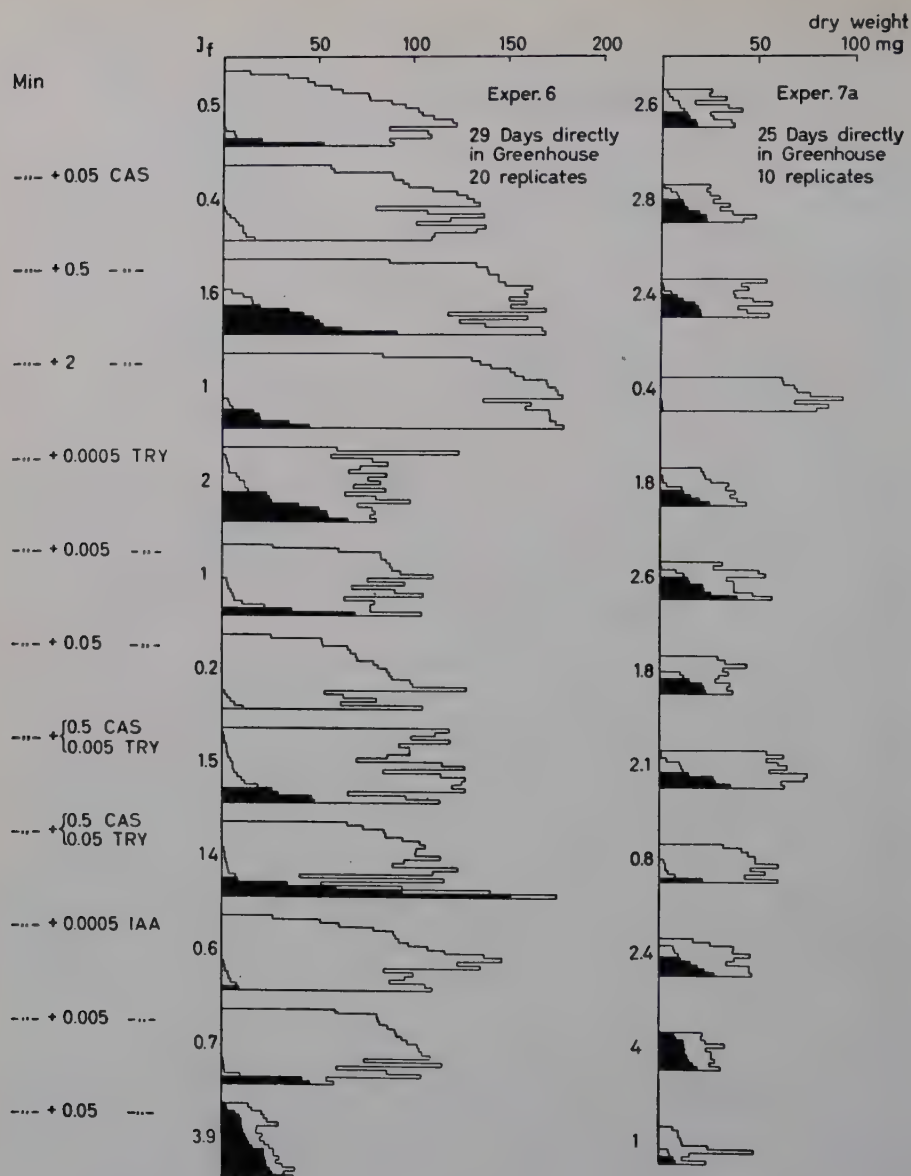 dry weight
J_f 50 100 150 200 50 100 mg
Min
Exper. 6
29 Days directly
in Greenhouse
20 replicates
Exper. 7a
25 Days directly
in Greenhouse
10 replicates
0.5 2.6
-"- + 0.05 CAS 0.4 2.8
-"- + 0.5 -"- 1.6 2.4
-"- + 2 -"- 1 0.4
-"- + 0.0005 TRY 2 1.8
-"- + 0.005 -"- 1 2.6
-"- + 0.05 -"- 0.2 1.8
-"- + {0.5 CAS
{0.005 TRY 1.5 2.1
-"- + {0.5 CAS
{0.05 TRY 1.4 0.8
-"- + 0.0005 IAA 0.6 2.4
-"- + 0.005 -"- 0.7 4
-"- + 0.05 -"- 3.9 1